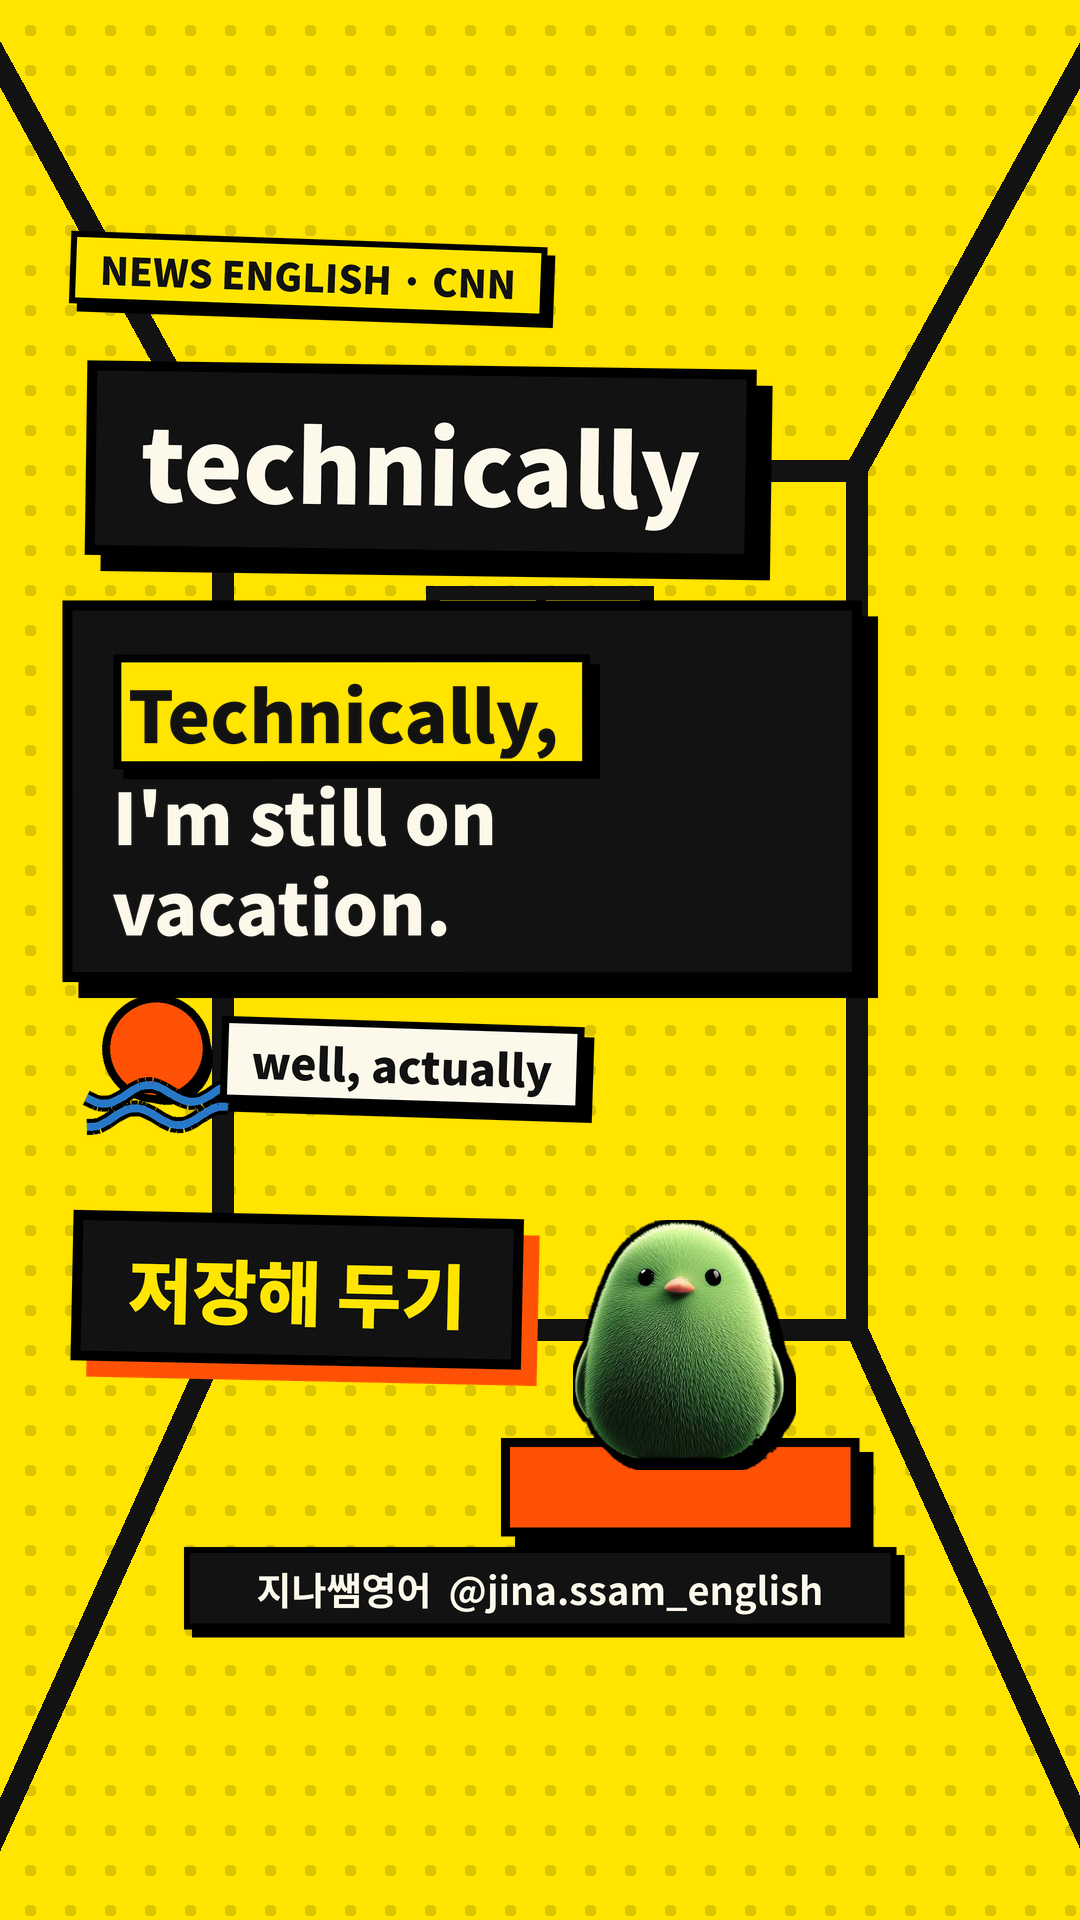 NEWS ENGLISH · CNN
technically
Technically,
I'm still on
vacation.
well, actually
저장해 두기
지나쌤영어 @jina.ssam_english